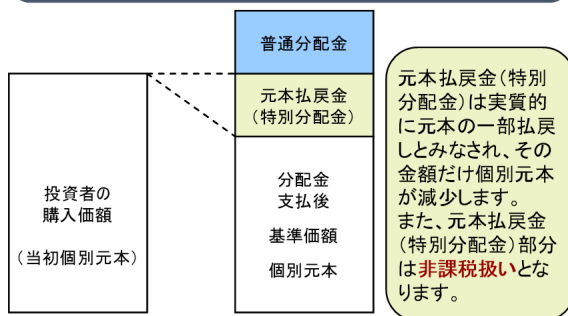 普通分配金
元本払戻金
（特別分配金）
投資者の
購入価額
（当初個別元本）
分配金
支払後
基準価額
個別元本
元本払戻金（特別
分配金）は実質的
に元本の一部払戻
しとみなされ、その
金額だけ個別元本
が減少します。
また、元本払戻金
（特別分配金）部分
は非課税扱いとな
ります。